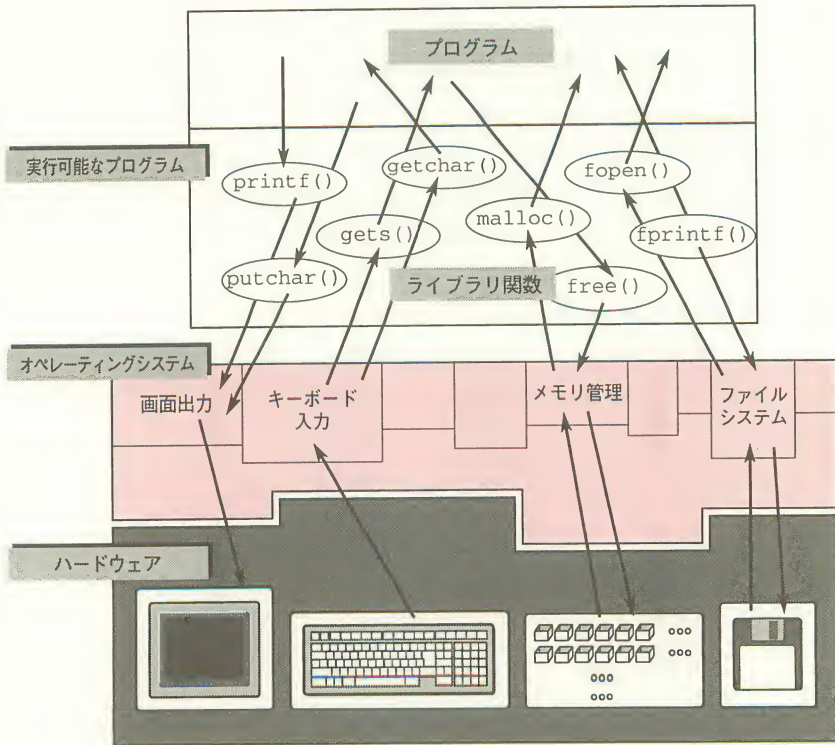 プログラム
実行可能なプログラム
printf()
getchar()
fopen()
gets()
malloc()
fprintf()
putchar()
ライブラリ関数
free()
オペレーティングシステム
画面出力
キーボード
入力
メモリ管理
ファイル
システム
ハードウェア